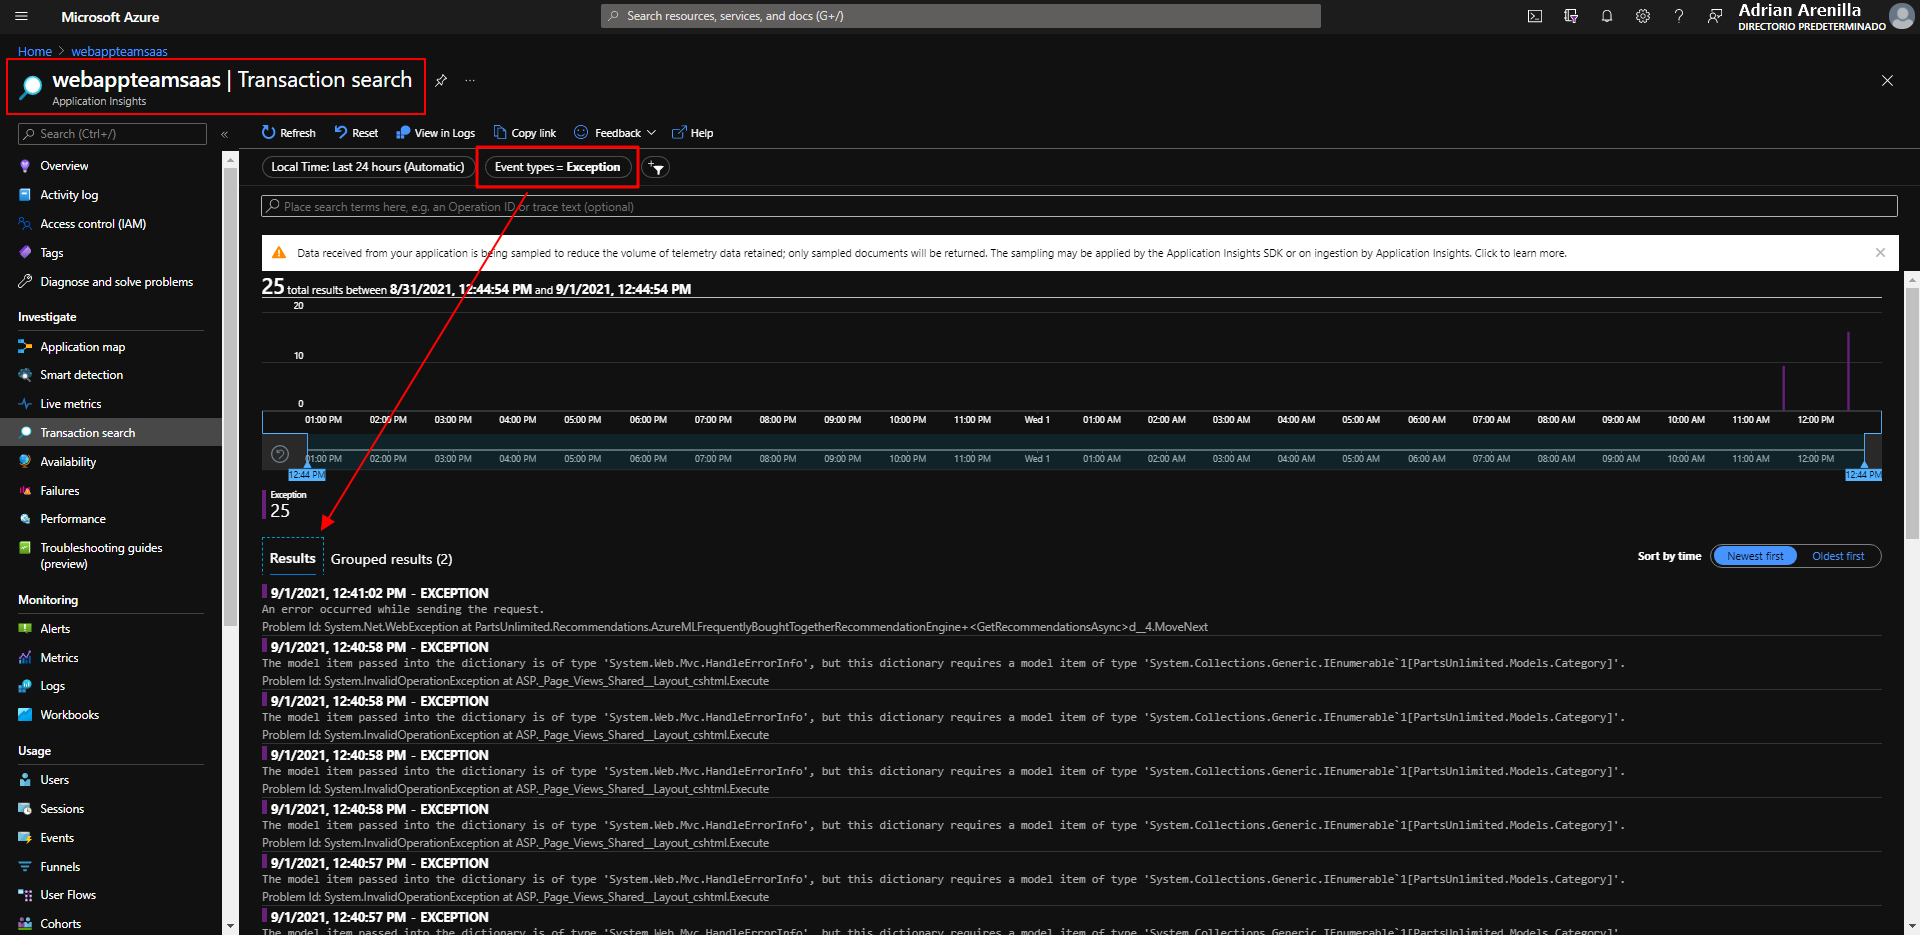 Microsoft Azure
Search resources, services, and docs (G+/)
Adrian Arenilla
DIRECTORIO PREDETERMINADO
Home > webappteamsaas
webappteamsaas | Transaction search
Application Insights
Search (Ctrl+/)
Overview
Activity log
Access control (IAM)
Tags
Diagnose and solve problems
Investigate
Application map
Smart detection
Live metrics
Transaction search
Availability
Failures
Performance
Troubleshooting guides
(preview)
Monitoring
Alerts
Metrics
Logs
Workbooks
Usage
Users
Sessions
Events
Funnels
User Flows
Cohorts
Refresh Reset View in Logs Copy link Feedback Help
Local Time: Last 24 hours (Automatic) Event types = Exception
Place search terms here, e.g. an Operation ID or trace text (optional)
Data received from your application is being sampled to reduce the volume of telemetry data retained; only sampled documents will be returned. The sampling may be applied by the Application Insights SDK or on ingestion by Application Insights. Click to learn more.
25 total results between 8/31/2021, 12:44:54 PM and 9/1/2021, 12:44:54 PM
20
10
0
01:00 PM 02:00 PM 03:00 PM 04:00 PM 05:00 PM 06:00 PM 07:00 PM 08:00 PM 09:00 PM 10:00 PM 11:00 PM Wed 1 01:00 AM 02:00 AM 03:00 AM 04:00 AM 05:00 AM 06:00 AM 07:00 AM 08:00 AM 09:00 AM 10:00 AM 11:00 AM 12:00 PM
01:00 PM 02:00 PM 03:00 PM 04:00 PM 05:00 PM 06:00 PM 07:00 PM 08:00 PM 09:00 PM 10:00 PM 11:00 PM Wed 1 01:00 AM 02:00 AM 03:00 AM 04:00 AM 05:00 AM 06:00 AM 07:00 AM 08:00 AM 09:00 AM 10:00 AM 11:00 AM 12:00 PM
12:44 PM 12:44 PM
Exception
25
Results Grouped results (2) Sort by time Newest first Oldest first
9/1/2021, 12:41:02 PM - EXCEPTION
An error occurred while sending the request.
Problem Id: System.Net.WebException at PartsUnlimited.Recommendations.AzureMLFrequentlyBoughtTogetherRecommendationEngine+<GetRecommendationsAsync>d__4.MoveNext
9/1/2021, 12:40:58 PM - EXCEPTION
The model item passed into the dictionary is of type 'System.Web.Mvc.HandleErrorInfo', but this dictionary requires a model item of type 'System.Collections.Generic.IEnumerable`1[PartsUnlimited.Models.Category]'.
Problem Id: System.InvalidOperationException at ASP._Page_Views_Shared__Layout_cshtml.Execute
9/1/2021, 12:40:58 PM - EXCEPTION
The model item passed into the dictionary is of type 'System.Web.Mvc.HandleErrorInfo', but this dictionary requires a model item of type 'System.Collections.Generic.IEnumerable`1[PartsUnlimited.Models.Category]'.
Problem Id: System.InvalidOperationException at ASP._Page_Views_Shared__Layout_cshtml.Execute
9/1/2021, 12:40:58 PM - EXCEPTION
The model item passed into the dictionary is of type 'System.Web.Mvc.HandleErrorInfo', but this dictionary requires a model item of type 'System.Collections.Generic.IEnumerable`1[PartsUnlimited.Models.Category]'.
Problem Id: System.InvalidOperationException at ASP._Page_Views_Shared__Layout_cshtml.Execute
9/1/2021, 12:40:58 PM - EXCEPTION
The model item passed into the dictionary is of type 'System.Web.Mvc.HandleErrorInfo', but this dictionary requires a model item of type 'System.Collections.Generic.IEnumerable`1[PartsUnlimited.Models.Category]'.
Problem Id: System.InvalidOperationException at ASP._Page_Views_Shared__Layout_cshtml.Execute
9/1/2021, 12:40:57 PM - EXCEPTION
The model item passed into the dictionary is of type 'System.Web.Mvc.HandleErrorInfo', but this dictionary requires a model item of type 'System.Collections.Generic.IEnumerable`1[PartsUnlimited.Models.Category]'.
Problem Id: System.InvalidOperationException at ASP._Page_Views_Shared__Layout_cshtml.Execute
9/1/2021, 12:40:57 PM - EXCEPTION
The model item passed into the dictionary is of type 'System.Web.Mvc.HandleErrorInfo', but this dictionary requires a model item of type 'System.Collections.Generic.IEnumerable`1[PartsUnlimited.Models.Category]'.